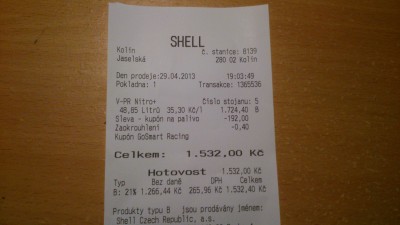 SHELL
Kolín č. stanice: 8139
Jaselská 280 02 Kolín
Den prodeje:29.04.2013 19:03:49
Pokladna: 1 Transakce: 1365536
V-PR Nitro+ Číslo stojanu: 5
48,85 Litrů 35,30 Kč/l 1.724,40 B
Sleva - kupón na palivo -192,00
Zaokrouhlení -0,40
Kupón GoSmart Racing
Celkem: 1.532,00 Kč
Hotovost 1.532,00 Kč
Typ Bez daně DPH Celkem
B: 21% 1.266,44 Kč 265,96 Kč 1.532,40 Kč
Produkty typu B jsou prodávány jménem:
Shell Czech Republic, a.s.